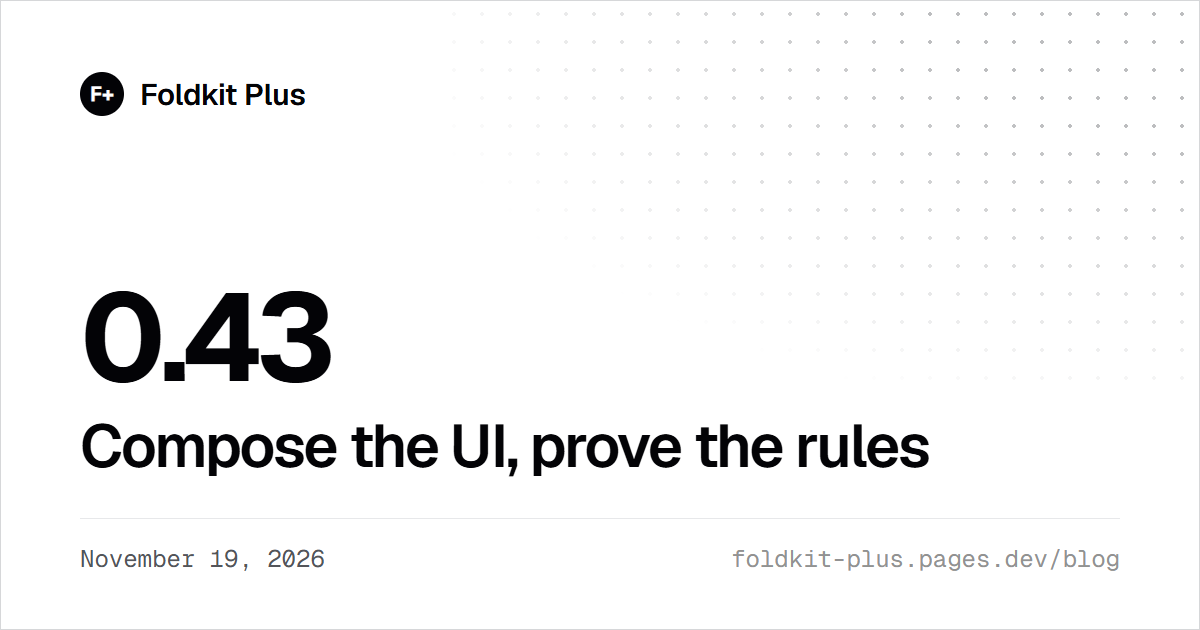 F+ Foldkit Plus
0.43
Compose the UI, prove the rules
November 19, 2026
foldkit-plus.pages.dev/blog